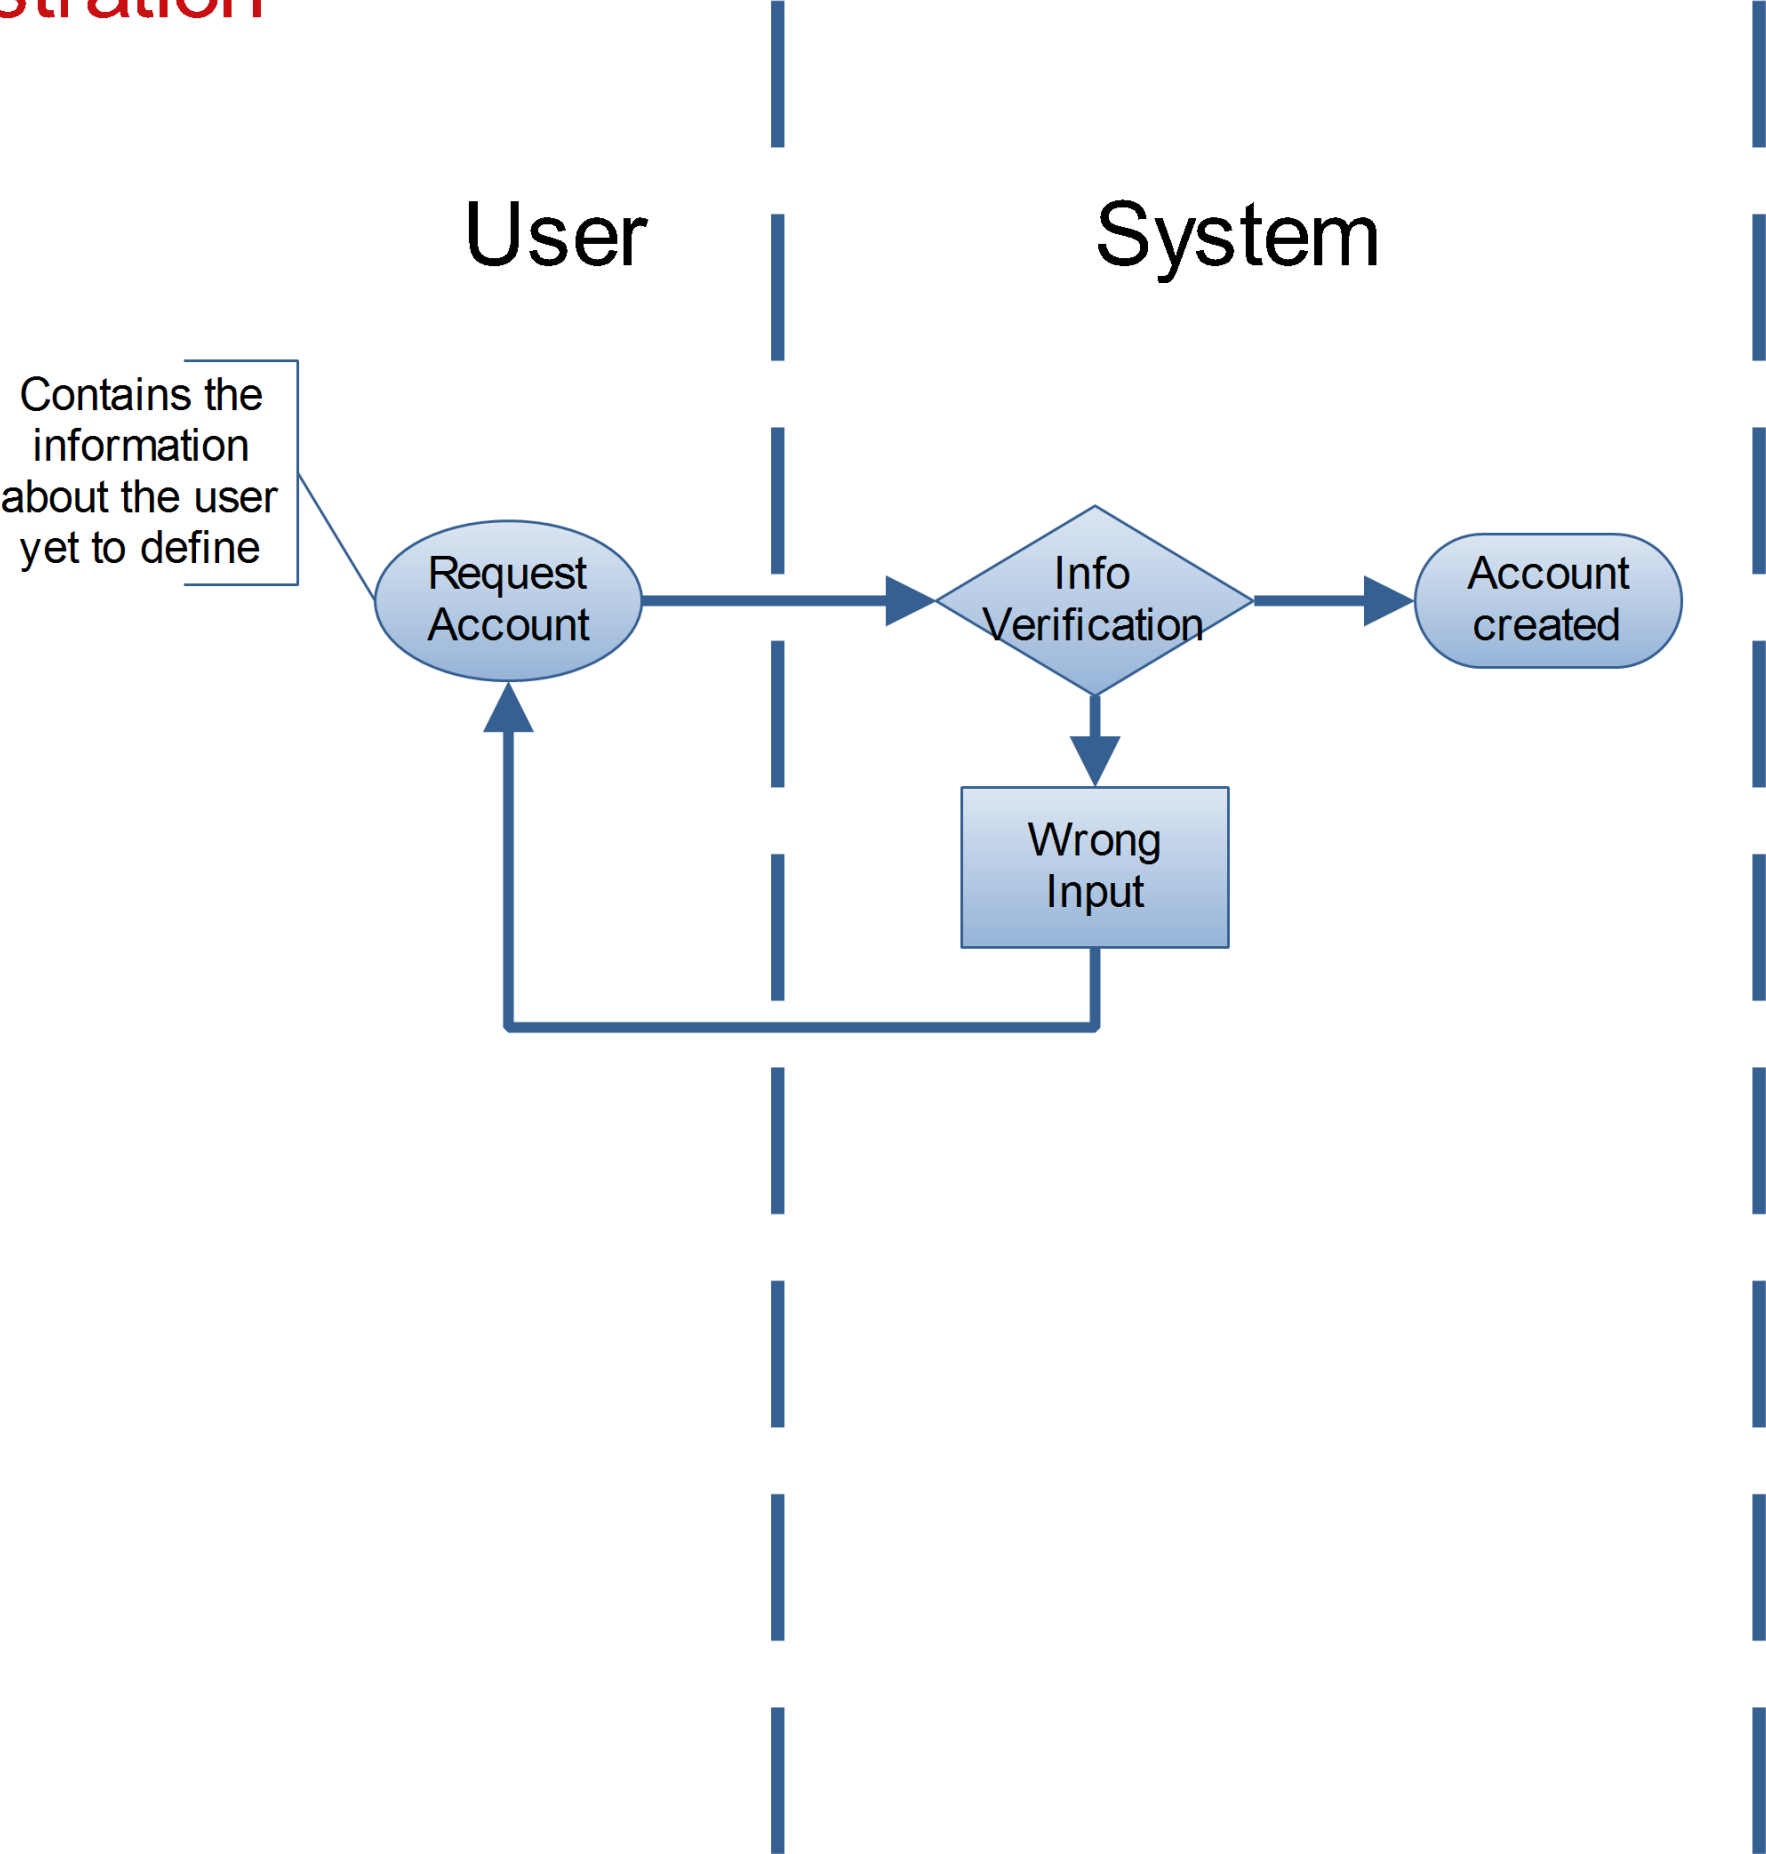 User
System
Contains the
information
about the user
yet to define
Request
Account
Info
Verification
Account
created
Wrong
Input